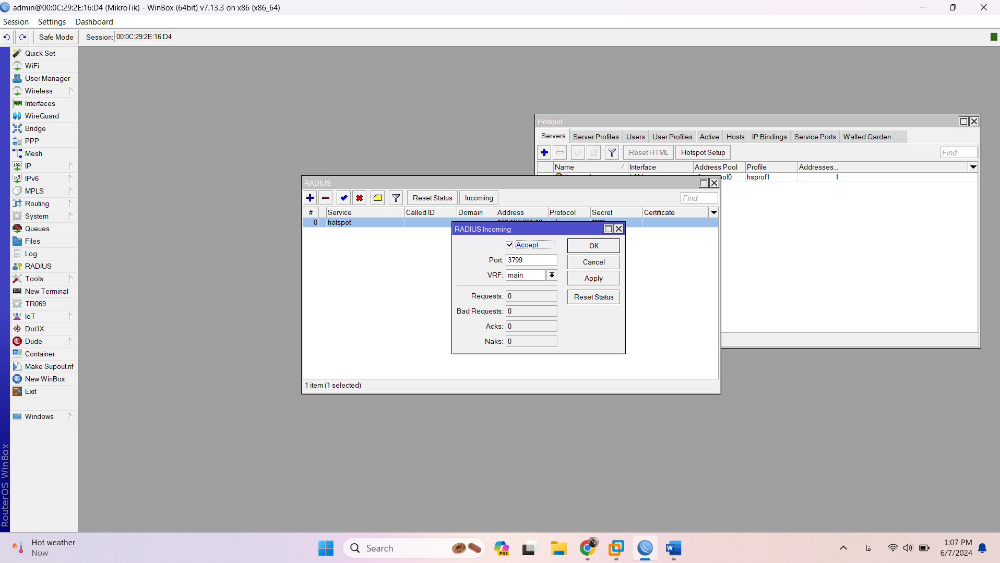 admin@00:0C:29:2E:16:D4 (MikroTik) - WinBox (64bit) v7.13.3 on x86 (x86_64)
Session Settings Dashboard
Safe Mode Session: 00:0C:29:2E:16:D4
Quick Set
WiFi
User Manager
Wireless
Interfaces
WireGuard
Bridge
PPP
Mesh
IP
IPv6
MPLS
Routing
System
Queues
Files
Log
RADIUS
Tools
New Terminal
TR069
IoT
Dot1X
Dude
Container
Make Supout.rif
New WinBox
Exit
Windows
RouterOS WinBox
Hotspot
Servers Server Profiles Users User Profiles Active Hosts IP Bindings Service Ports Walled Garden ...
Reset HTML Hotspot Setup Find
Name Interface Address Pool Profile Addresses...
ool0 hsprof1 1
RADIUS
Reset Status Incoming Find
# Service Called ID Domain Address Protocol Secret Certificate
0 hotspot
RADIUS Incoming
Accept OK
Port: 3799 Cancel
VRF: main Apply
Requests: 0 Reset Status
Bad Requests: 0
Acks: 0
Naks: 0
1 item (1 selected)
Hot weather
Now
Search
PRE
فا
1:07 PM
6/7/2024